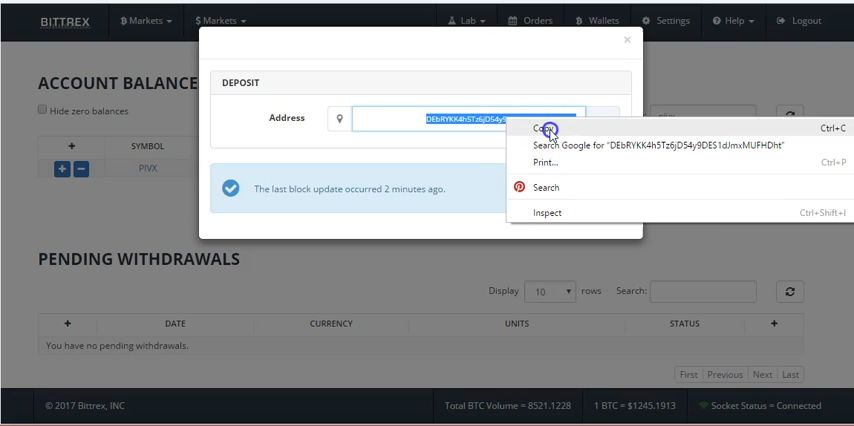 BITTREX
Markets
Markets
Lab
Orders
Wallets
Settings
Help
Logout
×
DEPOSIT
Address
DEbRYKK4h5Tz6jD54y9
Copy
Ctrl+C
Search Google for "DEbRYKK4h5Tz6jD54y9DES1dJmxMUFHDht"
Print...
Ctrl+P
Search
Inspect
Ctrl+Shift+I
The last block update occurred 2 minutes ago.
ACCOUNT BALANCE
Hide zero balances
+ SYMBOL
+ − PIVX
PENDING WITHDRAWALS
Display 10 rows Search:
+ DATE CURRENCY UNITS STATUS +
You have no pending withdrawals.
First Previous Next Last
© 2017 Bittrex, INC
Total BTC Volume = 8521.1228
1 BTC = $1245.1913
Socket Status = Connected